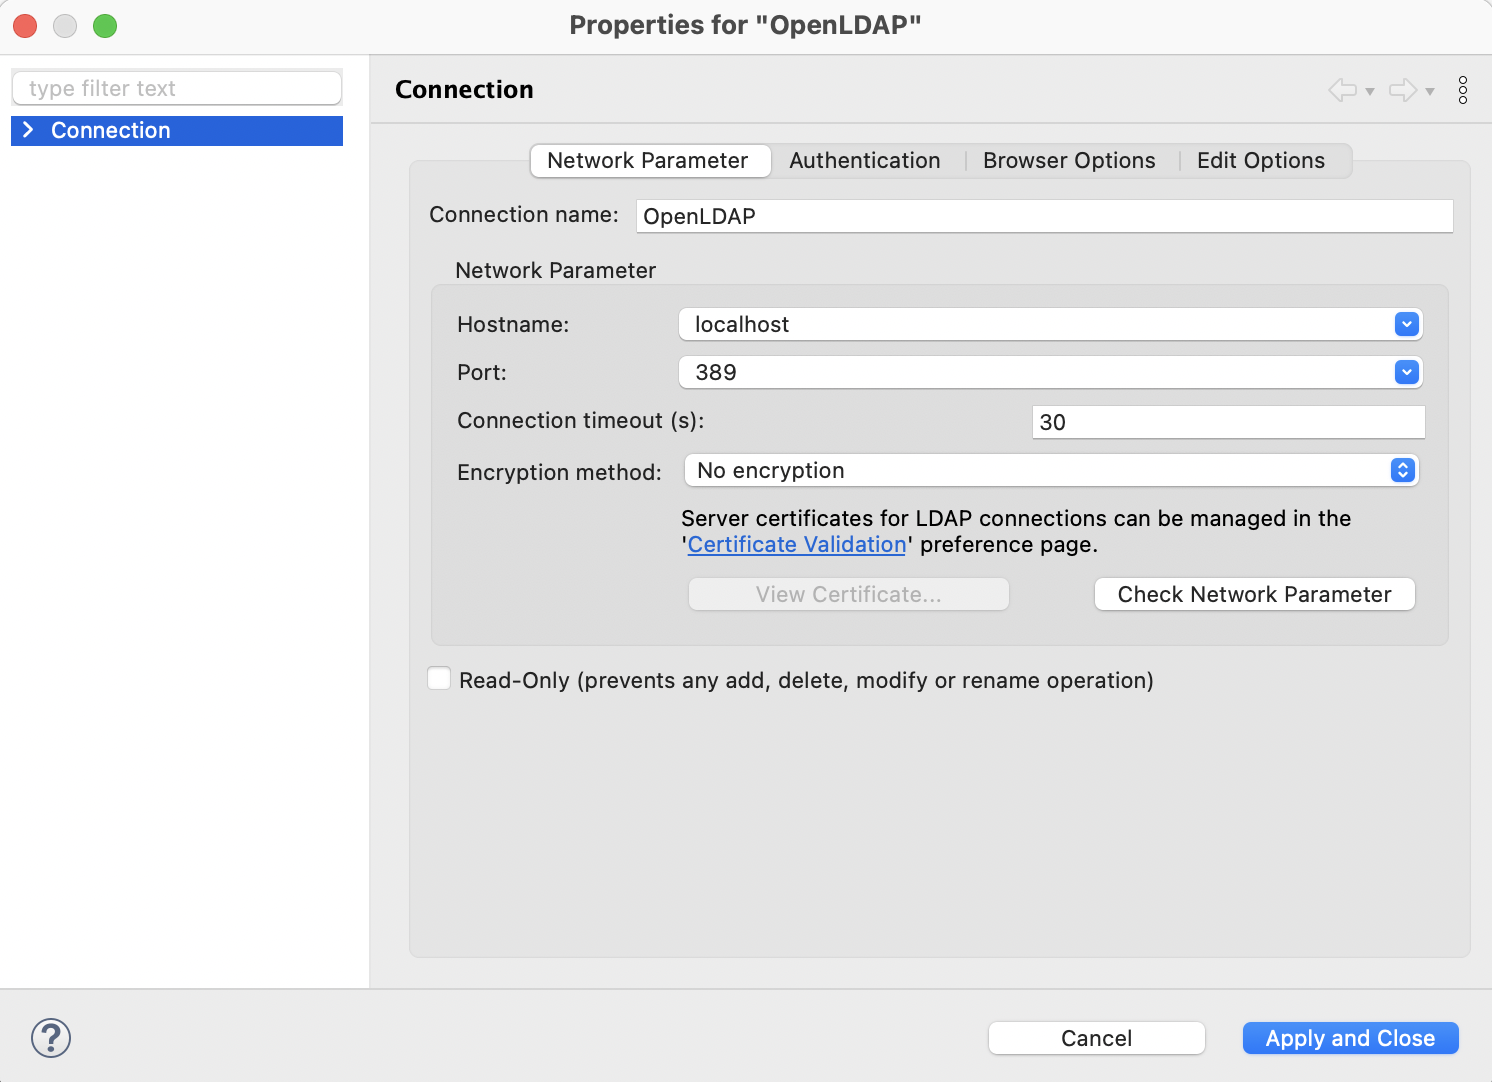 Properties for "OpenLDAP"
type filter text
Connection
Connection
Network Parameter Authentication Browser Options Edit Options
Connection name: OpenLDAP
Network Parameter
Hostname: localhost
Port: 389
Connection timeout (s): 30
Encryption method: No encryption
Server certificates for LDAP connections can be managed in the
'Certificate Validation' preference page.
View Certificate... Check Network Parameter
Read-Only (prevents any add, delete, modify or rename operation)
? Cancel Apply and Close